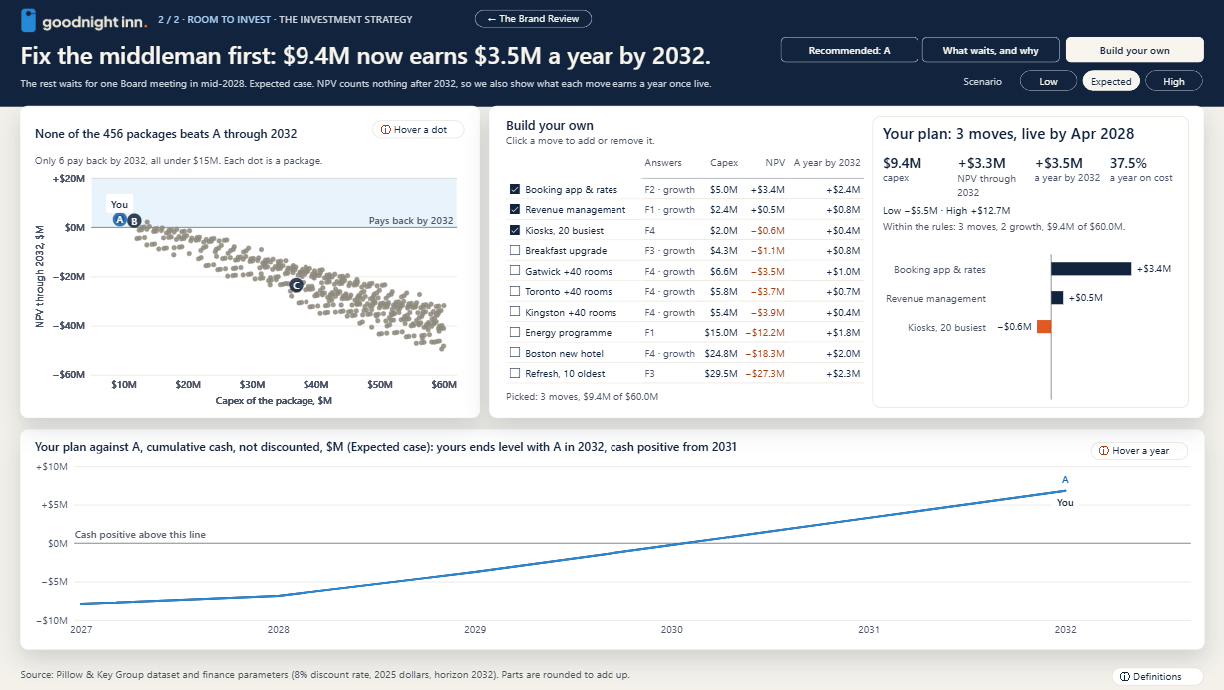 goodnight inn.
2 / 2 · ROOM TO INVEST · THE INVESTMENT STRATEGY
← The Brand Review
Fix the middleman first: $9.4M now earns $3.5M a year by 2032.
The rest waits for one Board meeting in mid-2028. Expected case. NPV counts nothing after 2032, so we also show what each move earns a year once live.
Recommended: A
What waits, and why
Build your own
Scenario
Low
Expected
High
None of the 456 packages beats A through 2032
Hover a dot
Only 6 pay back by 2032, all under $15M. Each dot is a package.
NPV through 2032, $M
+$20M
$0M
−$20M
−$40M
−$60M
You
A
B
C
Pays back by 2032
$10M $20M $30M $40M $50M $60M
Capex of the package, $M
Build your own
Click a move to add or remove it.
Answers Capex NPV A year by 2032
Booking app & rates F2 · growth $5.0M +$3.4M +$2.4M
Revenue management F1 · growth $2.4M +$0.5M +$0.8M
Kiosks, 20 busiest F4 $2.0M −$0.6M +$0.4M
Breakfast upgrade F3 · growth $4.3M −$1.1M +$0.8M
Gatwick +40 rooms F4 · growth $6.6M −$3.5M +$1.0M
Toronto +40 rooms F4 · growth $5.8M −$3.7M +$0.7M
Kingston +40 rooms F4 · growth $5.4M −$3.9M +$0.4M
Energy programme F1 $15.0M −$12.2M +$1.8M
Boston new hotel F4 · growth $24.8M −$18.3M +$2.0M
Refresh, 10 oldest F3 $29.5M −$27.3M +$2.3M
Picked: 3 moves, $9.4M of $60.0M
Your plan: 3 moves, live by Apr 2028
$9.4M +$3.3M +$3.5M 37.5%
capex NPV through a year by 2032 a year on cost
2032
Low −$5.5M · High +$12.7M
Within the rules: 3 moves, 2 growth, $9.4M of $60.0M.
Booking app & rates +$3.4M
Revenue management +$0.5M
Kiosks, 20 busiest −$0.6M
Your plan against A, cumulative cash, not discounted, $M (Expected case): yours ends level with A in 2032, cash positive from 2031
Hover a year
+$10M
+$5M
$0M
−$5M
−$10M
Cash positive above this line
A
You
2027 2028 2029 2030 2031 2032
Source: Pillow & Key Group dataset and finance parameters (8% discount rate, 2025 dollars, horizon 2032). Parts are rounded to add up.
Definitions